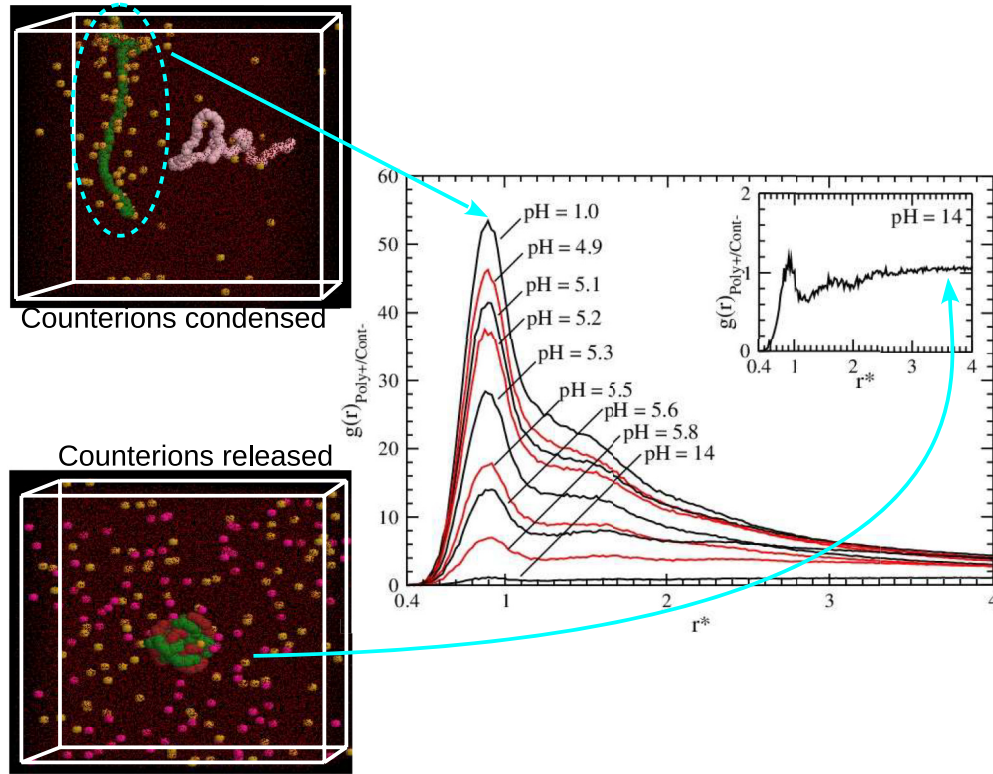 Counterions condensed
Counterions released
g(r)Poly+/Cont-
60
50
40
30
20
10
0
0.4
1
2
3
4
r*
pH = 1.0
pH = 4.9
pH = 5.1
pH = 5.2
pH = 5.3
pH = 5.5
pH = 5.6
pH = 5.8
pH = 14
pH = 14
g(r)Poly+/Cont-
2
1
0
0.4
1
2
3
4
r*